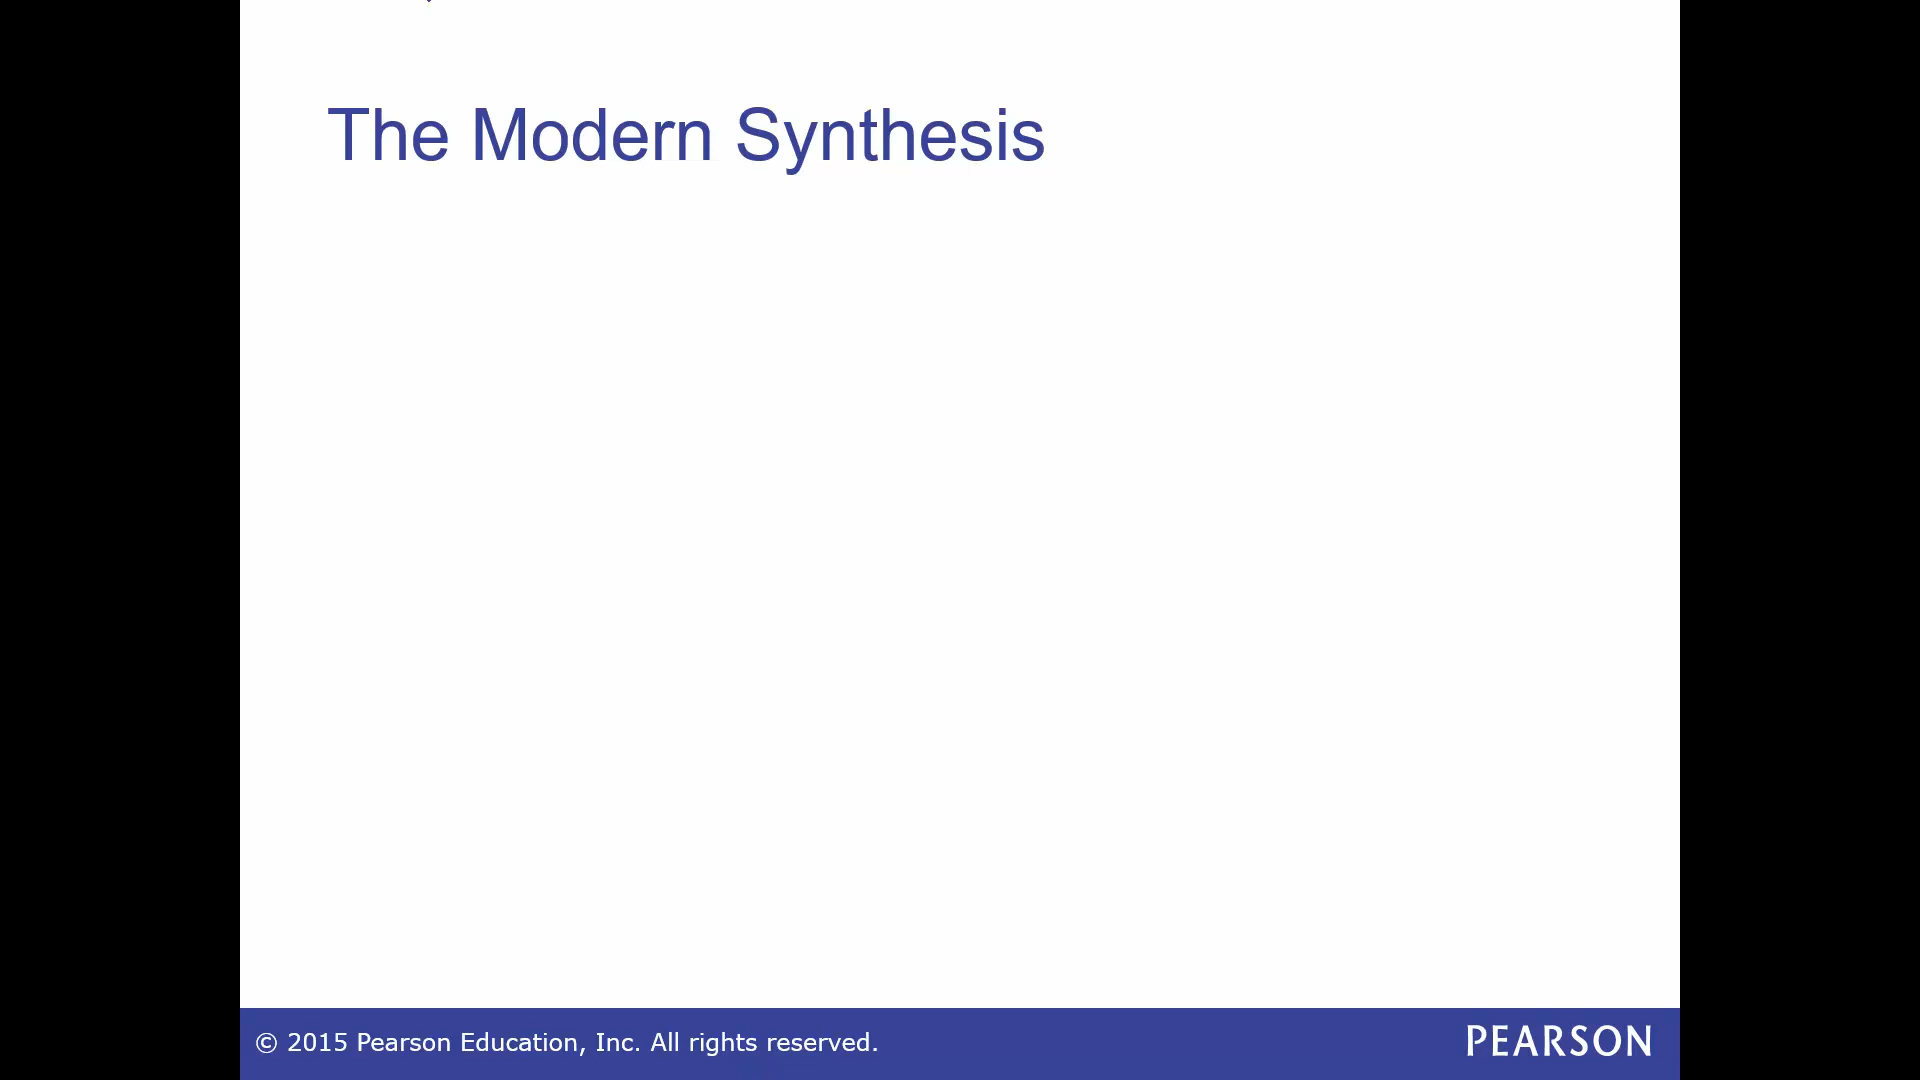 The Modern Synthesis
© 2015 Pearson Education, Inc. All rights reserved.
PEARSON